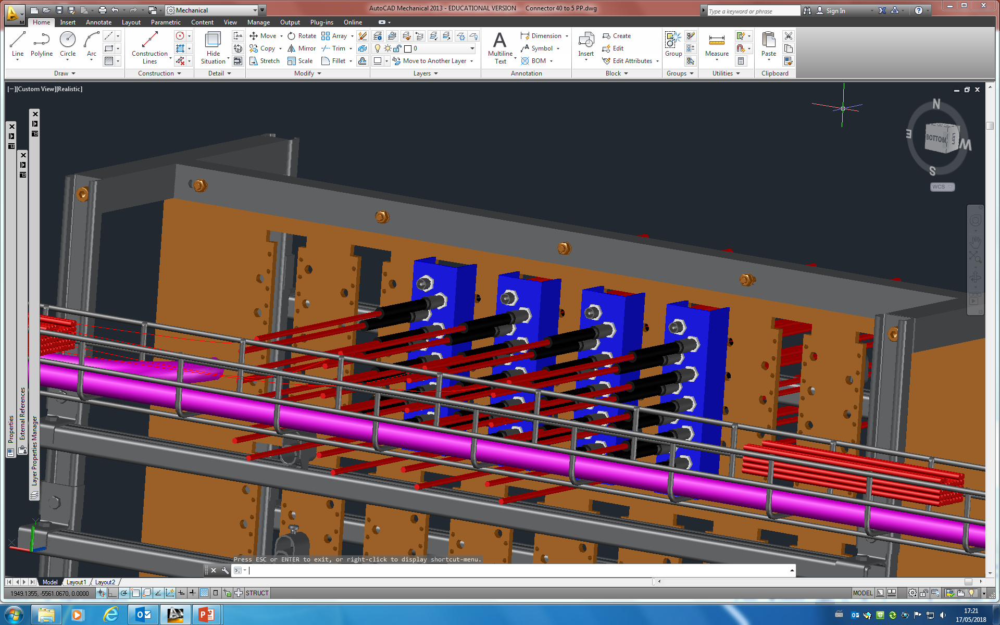 Mechanical
AutoCAD Mechanical 2013 - EDUCATIONAL VERSION    Connector 40 to 5 PP.dwg
Type a keyword or phrase
Sign In
Home Insert Annotate Layout Parametric Content View Manage Output Plug-ins Online
Line Polyline Circle Arc
Draw
Construction Lines
Construction
Hide Situation
Detail
Move Rotate Array
Copy Mirror Trim
Stretch Scale Fillet
Modify
0
Move to Another Layer
Layers
Multiline Text
Dimension
Symbol
BOM
Annotation
Insert
Create
Edit
Edit Attributes
Block
Group
Groups
Measure
Utilities
Paste
Clipboard
[−][Custom View][Realistic]
N
E
BOTTOM
LEFT
W
S
WCS
Properties
External References
Layer Properties Manager
Y
X
Press ESC or ENTER to exit, or right-click to display shortcut-menu.
Model Layout1 Layout2
1949.1355, -5561.0670, 0.0000
STRUCT
MODEL
17:21
17/05/2018